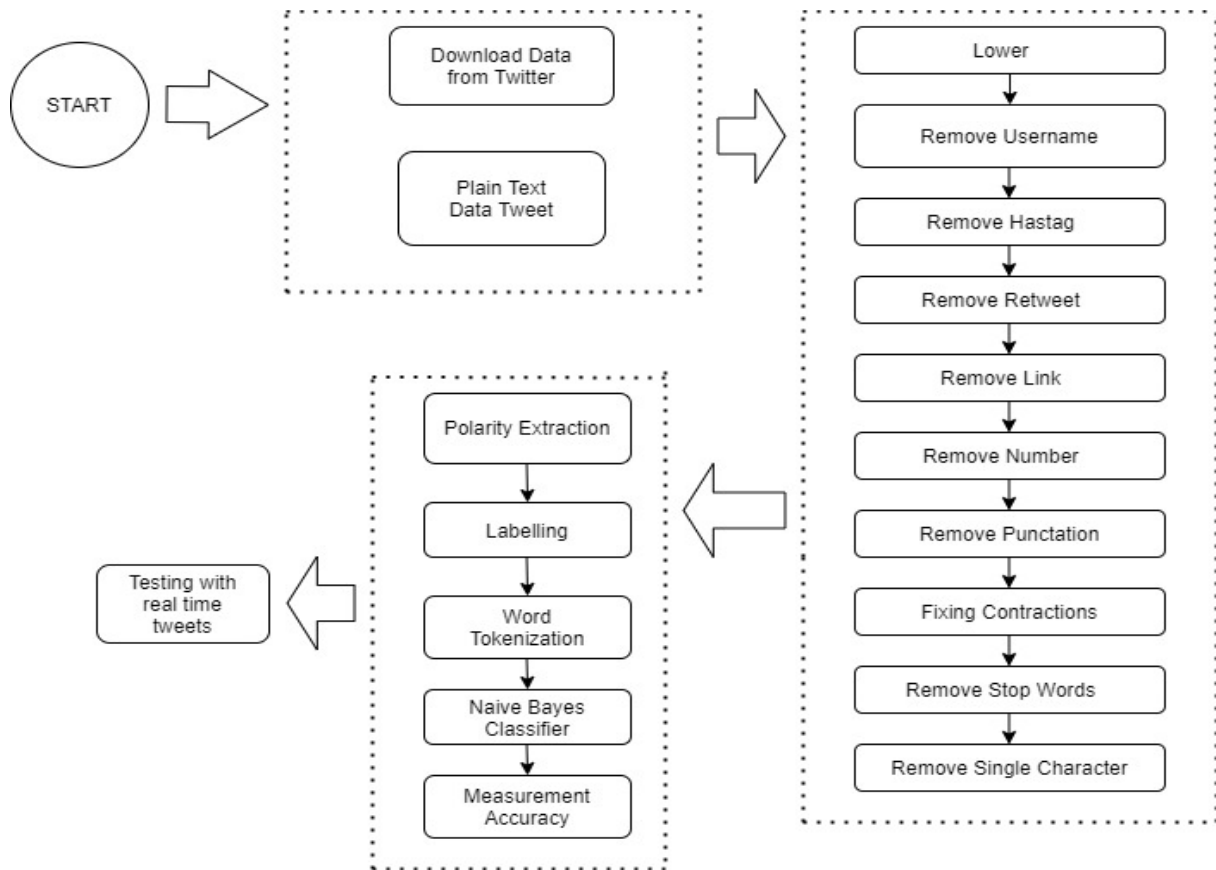 START
Download Data
from Twitter
Plain Text
Data Tweet
Lower
Remove Username
Remove Hastag
Remove Retweet
Remove Link
Remove Number
Remove Punctation
Fixing Contractions
Remove Stop Words
Remove Single Character
Polarity Extraction
Labelling
Word
Tokenization
Naive Bayes
Classifier
Measurement
Accuracy
Testing with
real time
tweets